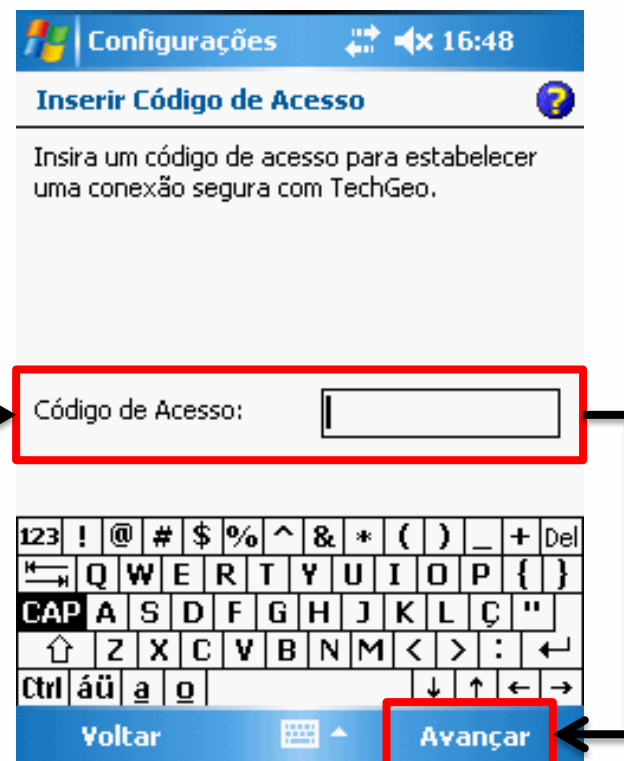 Configurações 16:48
Inserir Código de Acesso ?
Insira um código de acesso para estabelecer
uma conexão segura com TechGeo.
Código de Acesso:
123 ! @ # $ % ^ & * ( ) _ + Del
Q W E R T Y U I O P { }
CAP A S D F G H J K L Ç "
Z X C V B N M < > :
Ctrl áü a o ↓ ↑ ← →
Voltar Avançar